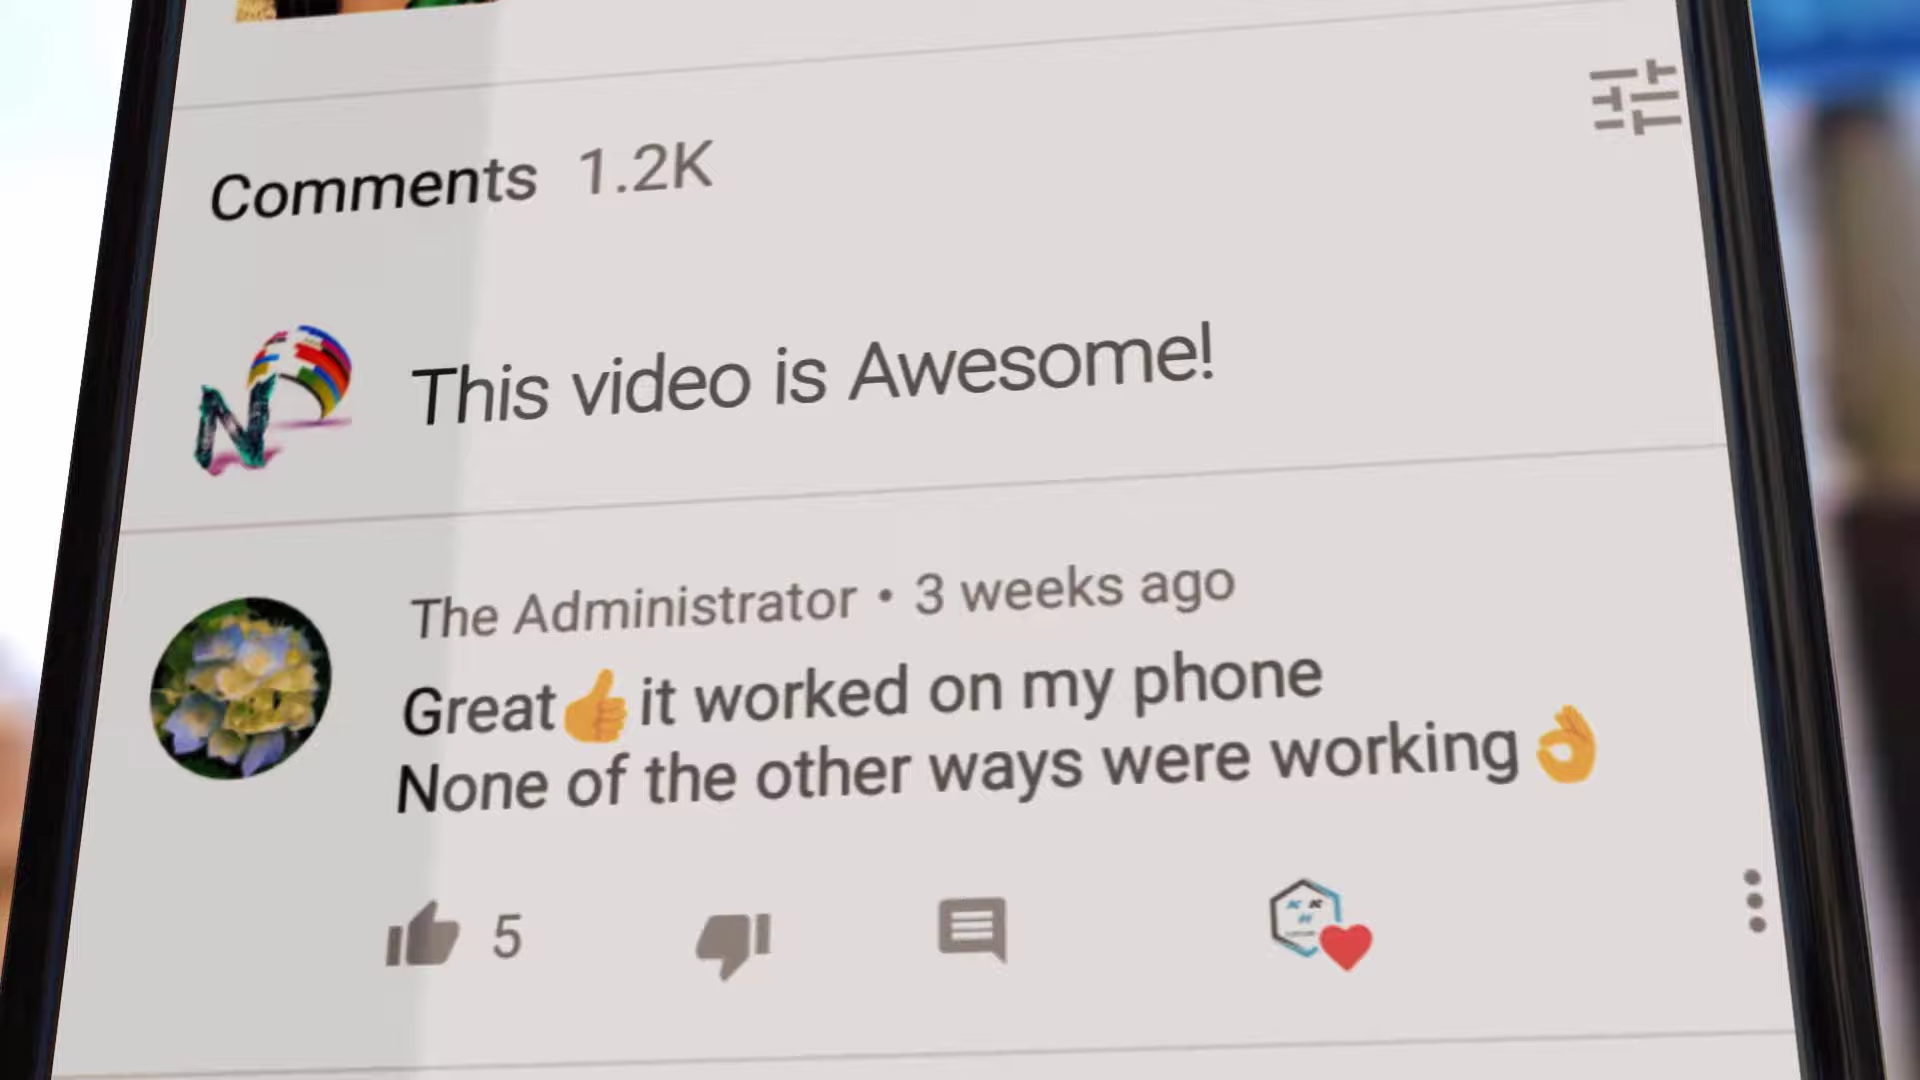 Comments 1.2K
This video is Awesome!
The Administrator • 3 weeks ago
Great👍it worked on my phone
None of the other ways were working👌
5